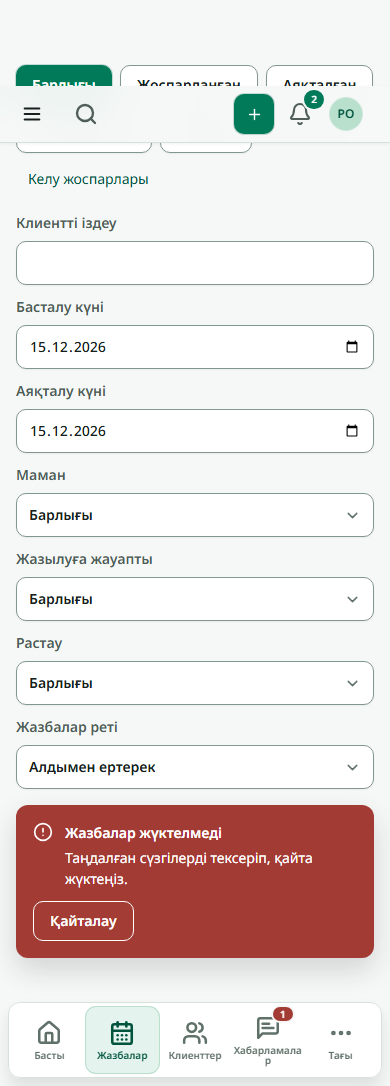 Барлығы
Жоспарланған
Аяқталған
2
PO
Келу жоспарлары
Клиентті іздеу
Басталу күні
15.12.2026
Аяқталу күні
15.12.2026
Маман
Барлығы
Жазылуға жауапты
Барлығы
Растау
Барлығы
Жазбалар реті
Алдымен ертерек
Жазбалар жүктелмеді
Таңдалған сүзгілерді тексеріп, қайта
жүктеңіз.
Қайталау
1
Басты
Жазбалар
Клиенттер
Хабарламала
р
Тағы